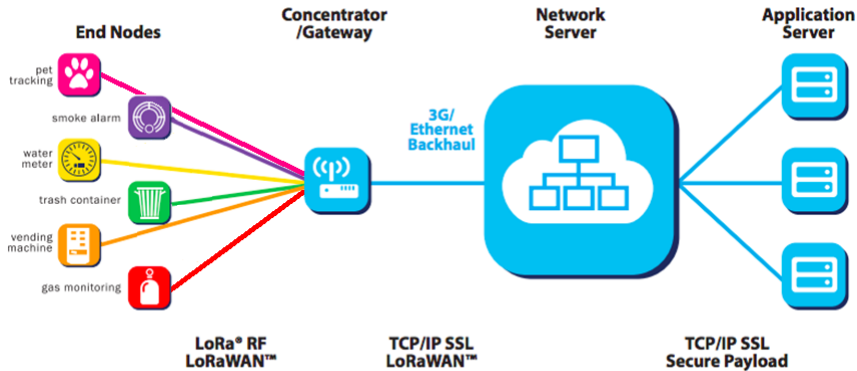 End Nodes
Concentrator
/Gateway
Network
Server
Application
Server
pet
tracking
smoke alarm
water
meter
trash container
vending
machine
gas monitoring
3G/
Ethernet
Backhaul
LoRa® RF
LoRaWAN™
TCP/IP SSL
LoRaWAN™
TCP/IP SSL
Secure Payload